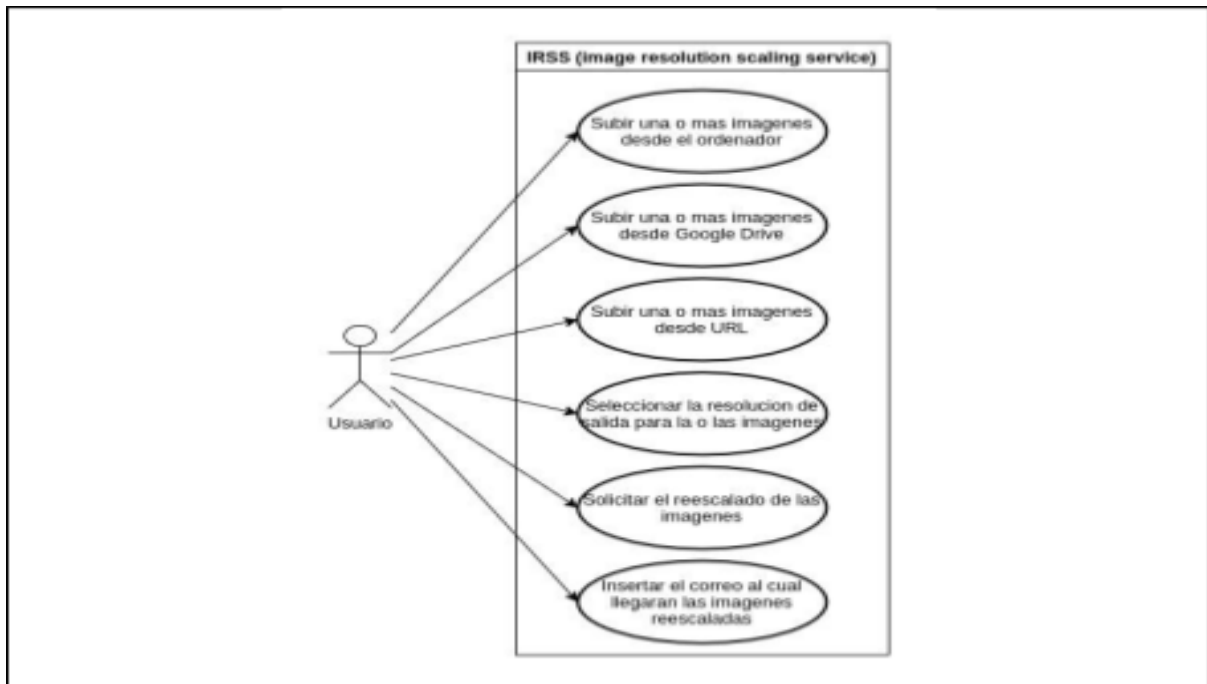 IRSS (image resolution scaling service)
Subir una o mas imagenes
desde el ordenador
Subir una o mas imagenes
desde Google Drive
Subir una o mas imagenes
desde URL
Seleccionar la resolucion de
salida para la o las imagenes
Usuario
Solicitar el reescalado de las
imagenes
Insertar el correo al cual
llegaran las imagenes
reescaladas